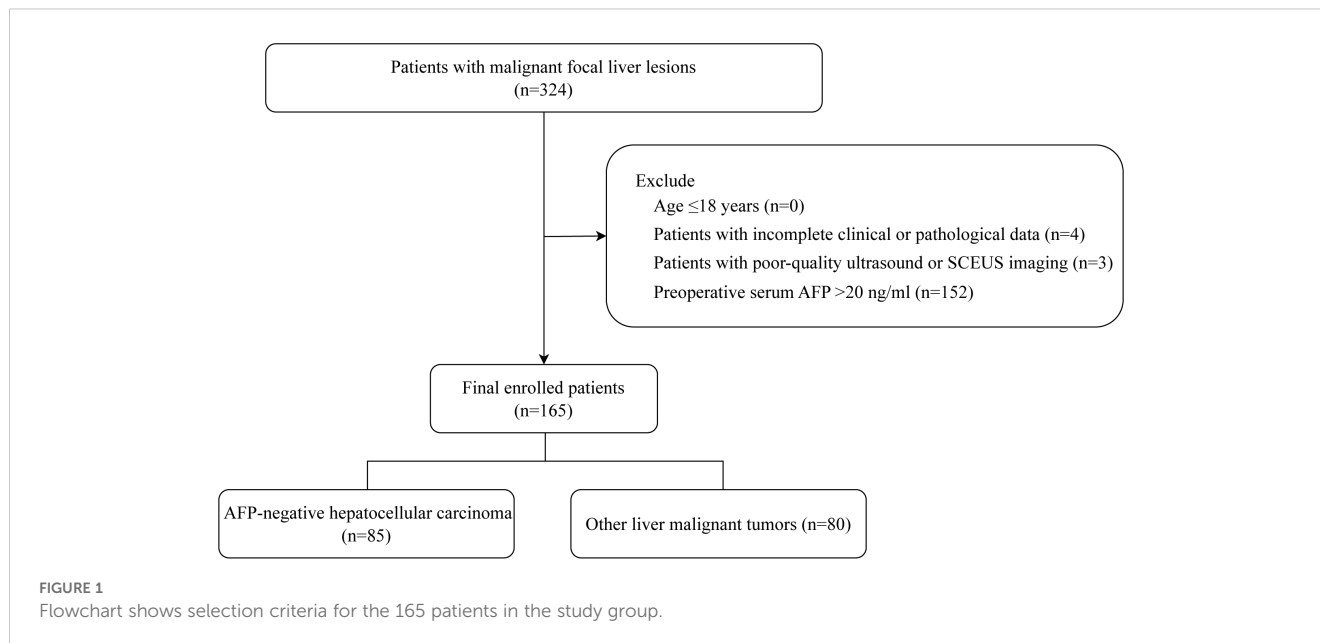 Patients with malignant focal liver lesions
(n=324)
Exclude
Age ≤18 years (n=0)
Patients with incomplete clinical or pathological data (n=4)
Patients with poor-quality ultrasound or SCEUS imaging (n=3)
Preoperative serum AFP >20 ng/ml (n=152)
Final enrolled patients
(n=165)
AFP-negative hepatocellular carcinoma
(n=85)
Other liver malignant tumors (n=80)
FIGURE 1
Flowchart shows selection criteria for the 165 patients in the study group.